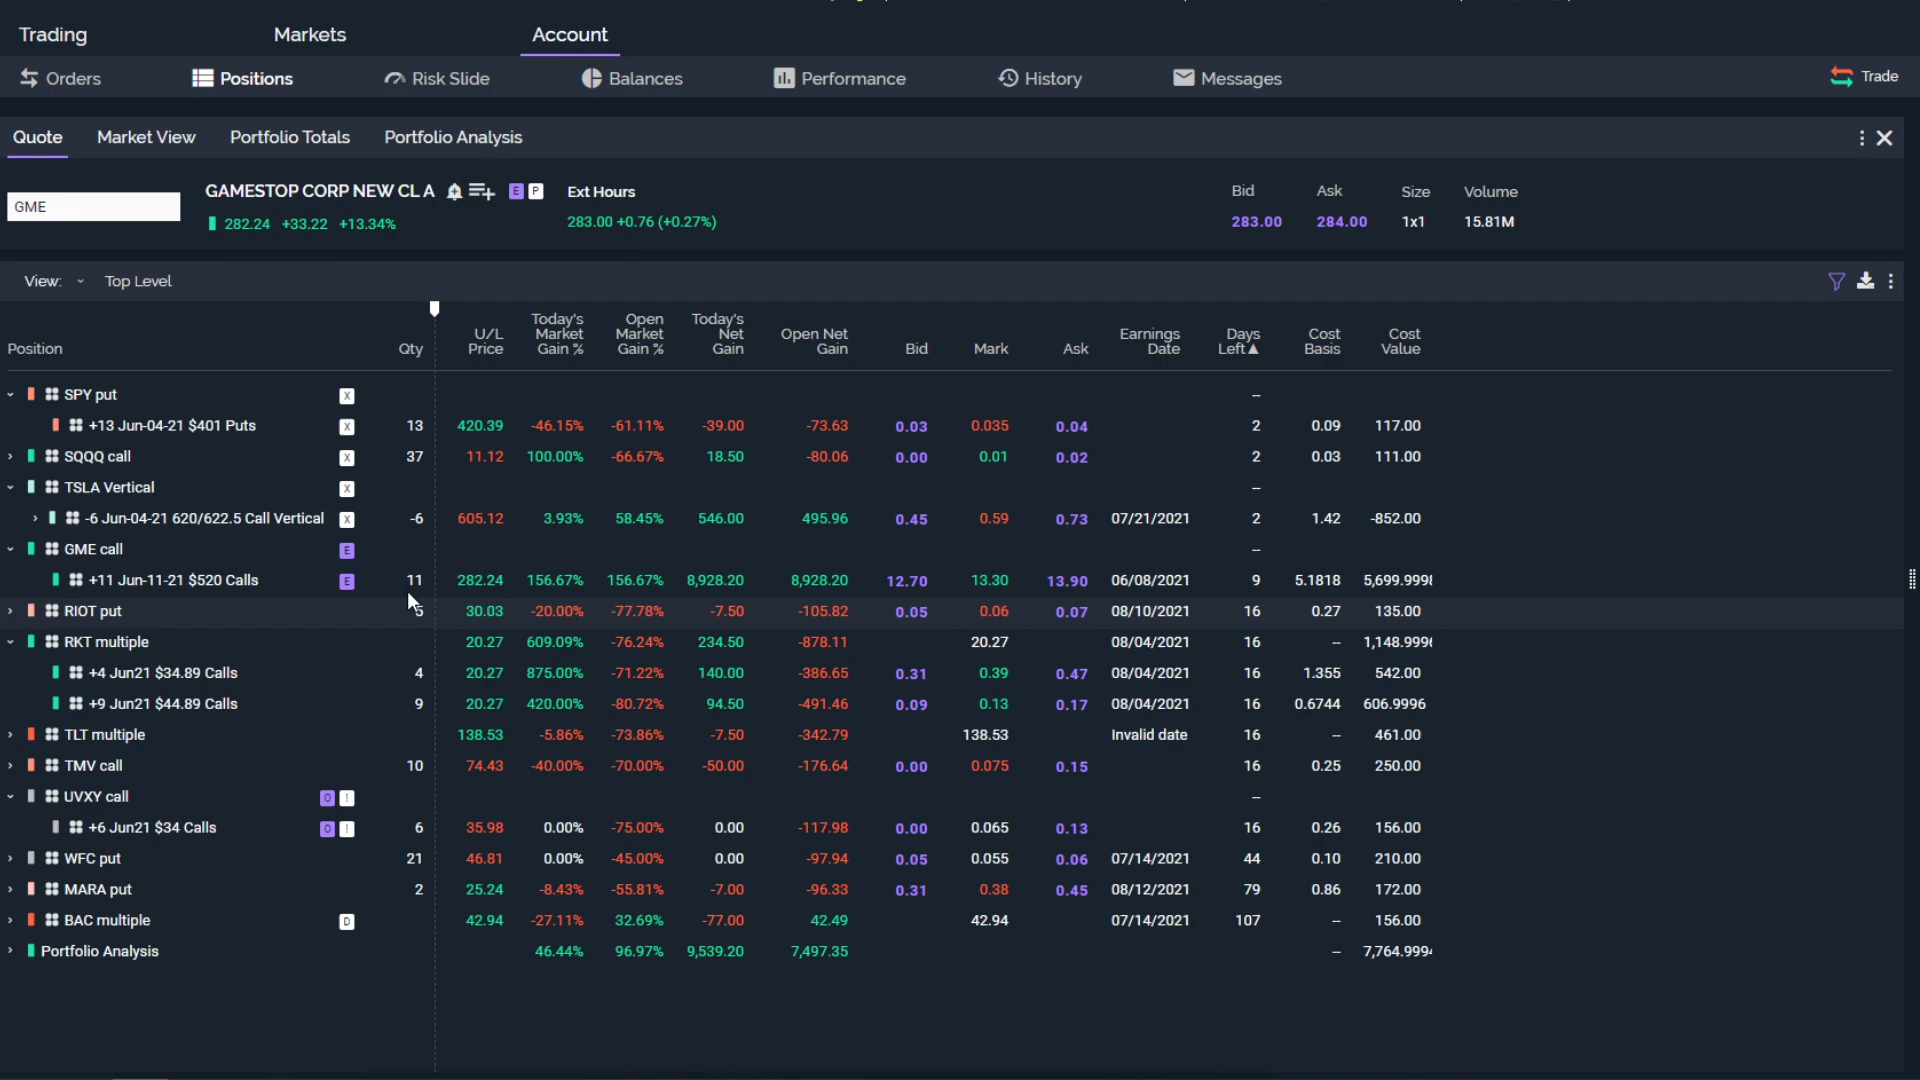 Trading Markets Account
Orders Positions Risk Slide Balances Performance History Messages Trade
Quote Market View Portfolio Totals Portfolio Analysis
GAMESTOP CORP NEW CL A E P Ext Hours Bid Ask Size Volume
GME
282.24 +33.22 +13.34% 283.00 +0.76 (+0.27%) 283.00 284.00 1x1 15.81M
View: Top Level
Position Qty U/L Price Today's Market Gain % Open Market Gain % Today's Net Gain Open Net Gain Bid Mark Ask Earnings Date Days Left▲ Cost Basis Cost Value
SPY put X --
+13 Jun-04-21 $401 Puts X 13 420.39 -46.15% -61.11% -39.00 -73.63 0.03 0.035 0.04 2 0.09 117.00
SQQQ call X 37 11.12 100.00% -66.67% 18.50 -80.06 0.00 0.01 0.02 2 0.03 111.00
TSLA Vertical X --
-6 Jun-04-21 620/622.5 Call Vertical X -6 605.12 3.93% 58.45% 546.00 495.96 0.45 0.59 0.73 07/21/2021 2 1.42 -852.00
GME call E --
+11 Jun-11-21 $520 Calls E 11 282.24 156.67% 156.67% 8,928.20 8,928.20 12.70 13.30 13.90 06/08/2021 9 5.1818 5,699.999
RIOT put 5 30.03 -20.00% -77.78% -7.50 -105.82 0.05 0.06 0.07 08/10/2021 16 0.27 135.00
RKT multiple 20.27 609.09% -76.24% 234.50 -878.11 20.27 08/04/2021 16 -- 1,148.999
+4 Jun21 $34.89 Calls 4 20.27 875.00% -71.22% 140.00 -386.65 0.31 0.39 0.47 08/04/2021 16 1.355 542.00
+9 Jun21 $44.89 Calls 9 20.27 420.00% -80.72% 94.50 -491.46 0.09 0.13 0.17 08/04/2021 16 0.6744 606.9996
TLT multiple 138.53 -5.86% -73.86% -7.50 -342.79 138.53 Invalid date 16 -- 461.00
TMV call 10 74.43 -40.00% -70.00% -50.00 -176.64 0.00 0.075 0.15 16 0.25 250.00
UVXY call O ! --
+6 Jun21 $34 Calls O ! 6 35.98 0.00% -75.00% 0.00 -117.98 0.00 0.065 0.13 16 0.26 156.00
WFC put 21 46.81 0.00% -45.00% 0.00 -97.94 0.05 0.055 0.06 07/14/2021 44 0.10 210.00
MARA put 2 25.24 -8.43% -55.81% -7.00 -96.33 0.31 0.38 0.45 08/12/2021 79 0.86 172.00
BAC multiple D 42.94 -27.11% 32.69% -77.00 42.49 42.94 07/14/2021 107 -- 156.00
Portfolio Analysis 46.44% 96.97% 9,539.20 7,497.35 -- 7,764.999